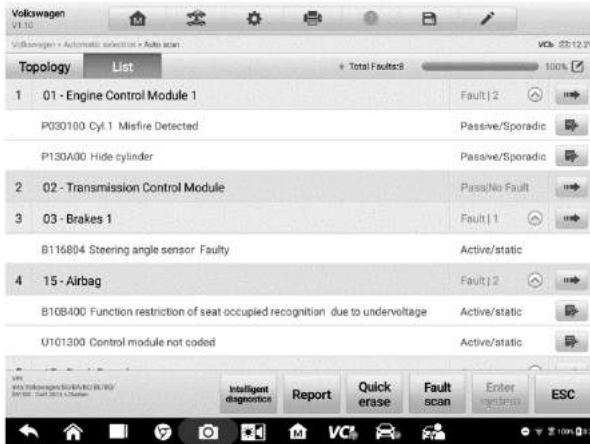 Volkswagen
V1.10
Volkswagen > Automatic selection > Auto scan
VCI
Topology
List
Total Faults:9
100%
1 01 - Engine Control Module 1 Fault | 2
P030100 Cyl.1 Misfire Detected Passive/Sporadic
P130A00 Hide cylinder Passive/Sporadic
2 02 - Transmission Control Module Pass|No Fault
3 03 - Brakes 1 Fault | 1
B116804 Steering angle sensor Faulty Active/static
4 15 - Airbag Fault | 2
B10B400 Function restriction of seat occupied recognition due to undervoltage Active/static
U101300 Control module not coded Active/static
VIN
Intelligent diagnostics
Report
Quick erase
Fault scan
Enter system
ESC
VCI